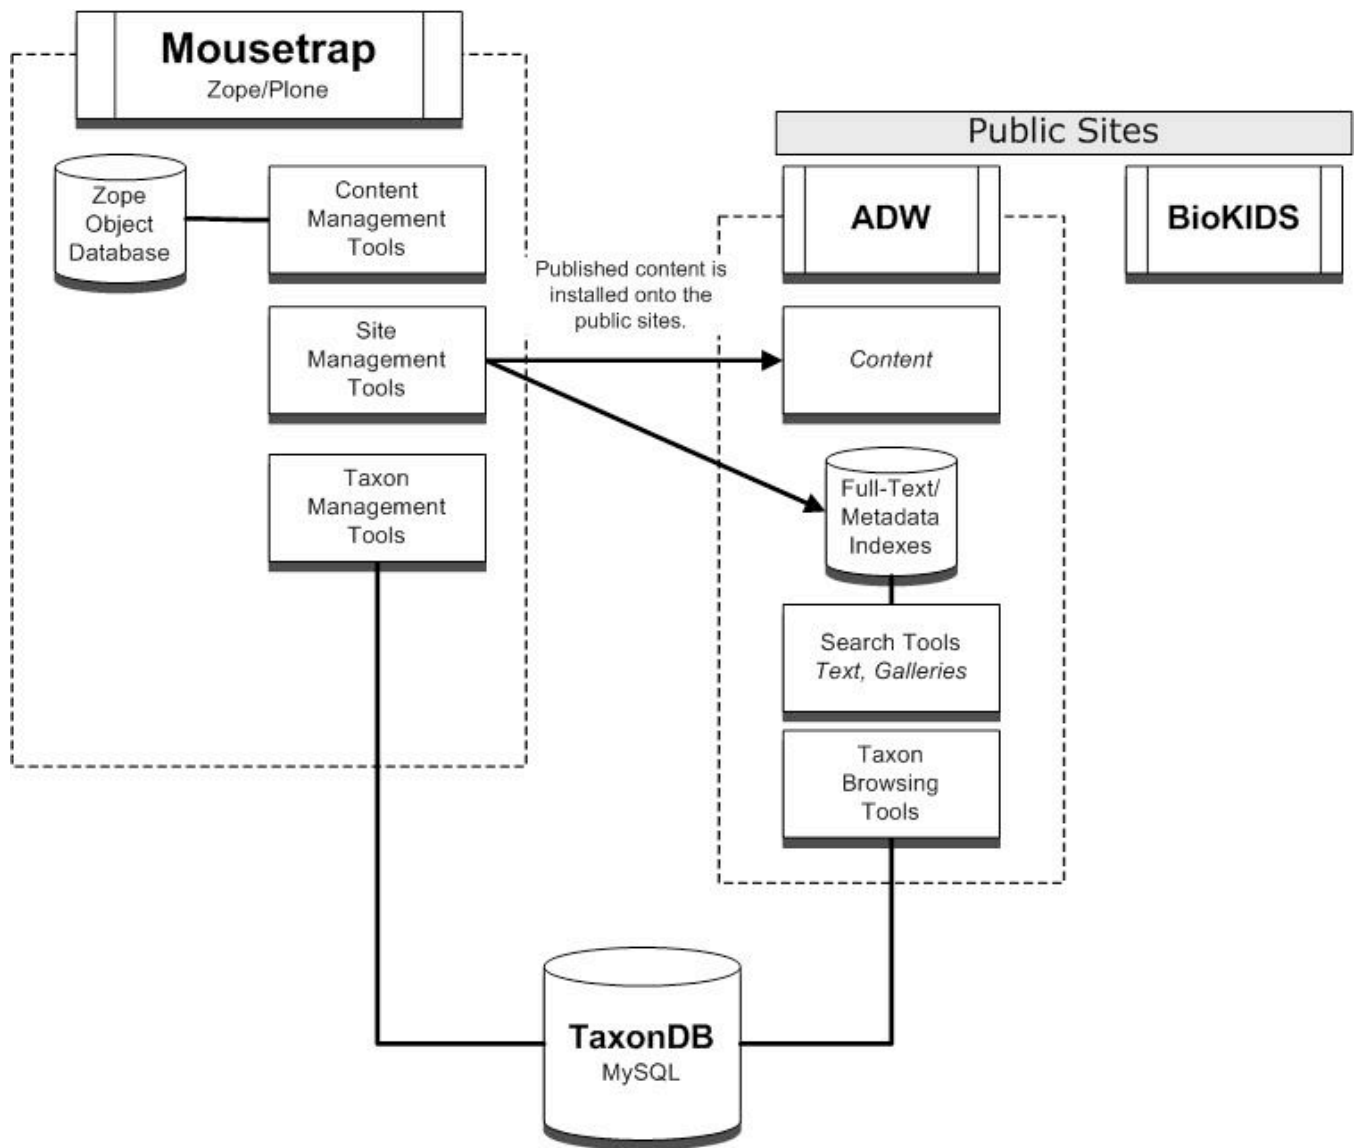 Mousetrap
Zope/Plone
Zope
Object
Database
Content
Management
Tools
Site
Management
Tools
Taxon
Management
Tools
Published content is
installed onto the
public sites.
Public Sites
ADW
BioKIDS
Content
Full-Text/
Metadata
Indexes
Search Tools
Text, Galleries
Taxon
Browsing
Tools
TaxonDB
MySQL